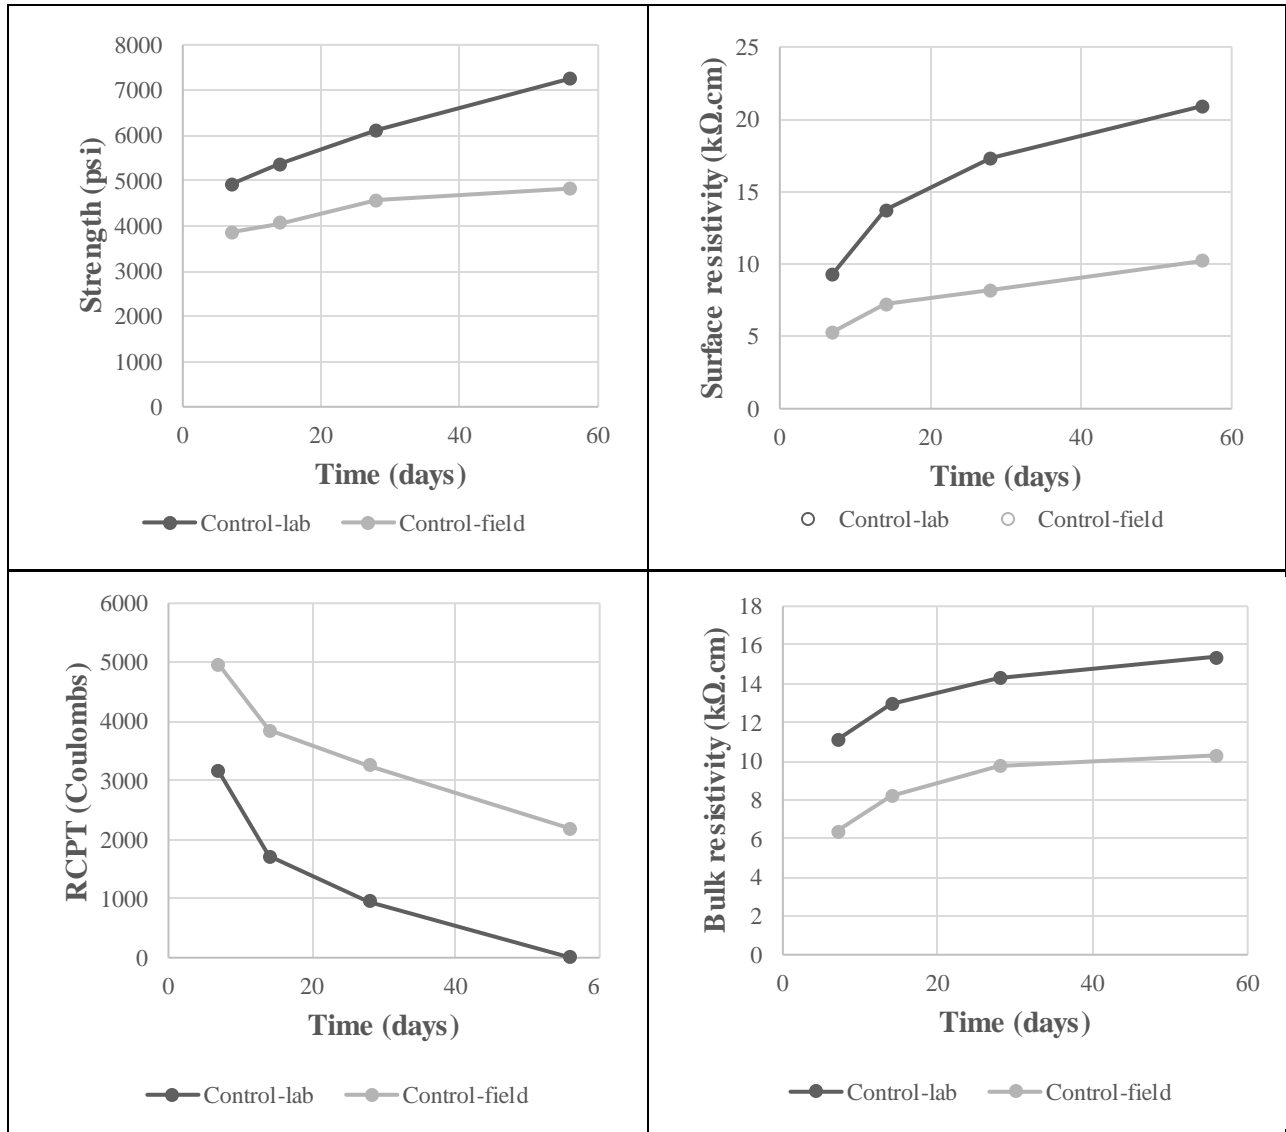 8000
7000
6000
5000
4000
3000
2000
1000
0
Strength (psi)
0 20 40 60
Time (days)
Control-lab Control-field
25
20
15
10
5
0
Surface resistivity (kΩ.cm)
0 20 40 60
Time (days)
Control-lab Control-field
6000
5000
4000
3000
2000
1000
0
RCPT (Coulombs)
0 20 40 6
Time (days)
Control-lab Control-field
18
16
14
12
10
8
6
4
2
0
Bulk resistivity (kΩ.cm)
0 20 40 60
Time (days)
Control-lab Control-field